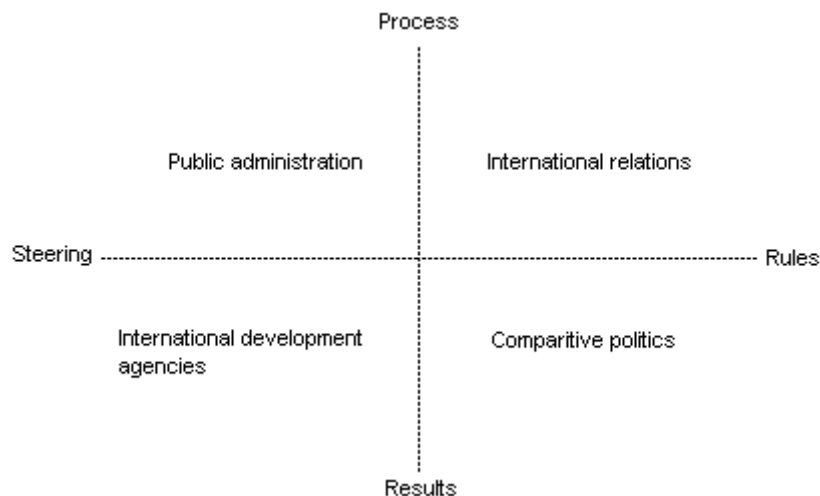 Process
Public administration
International relations
Steering
Rules
International development
agencies
Comparitive politics
Results